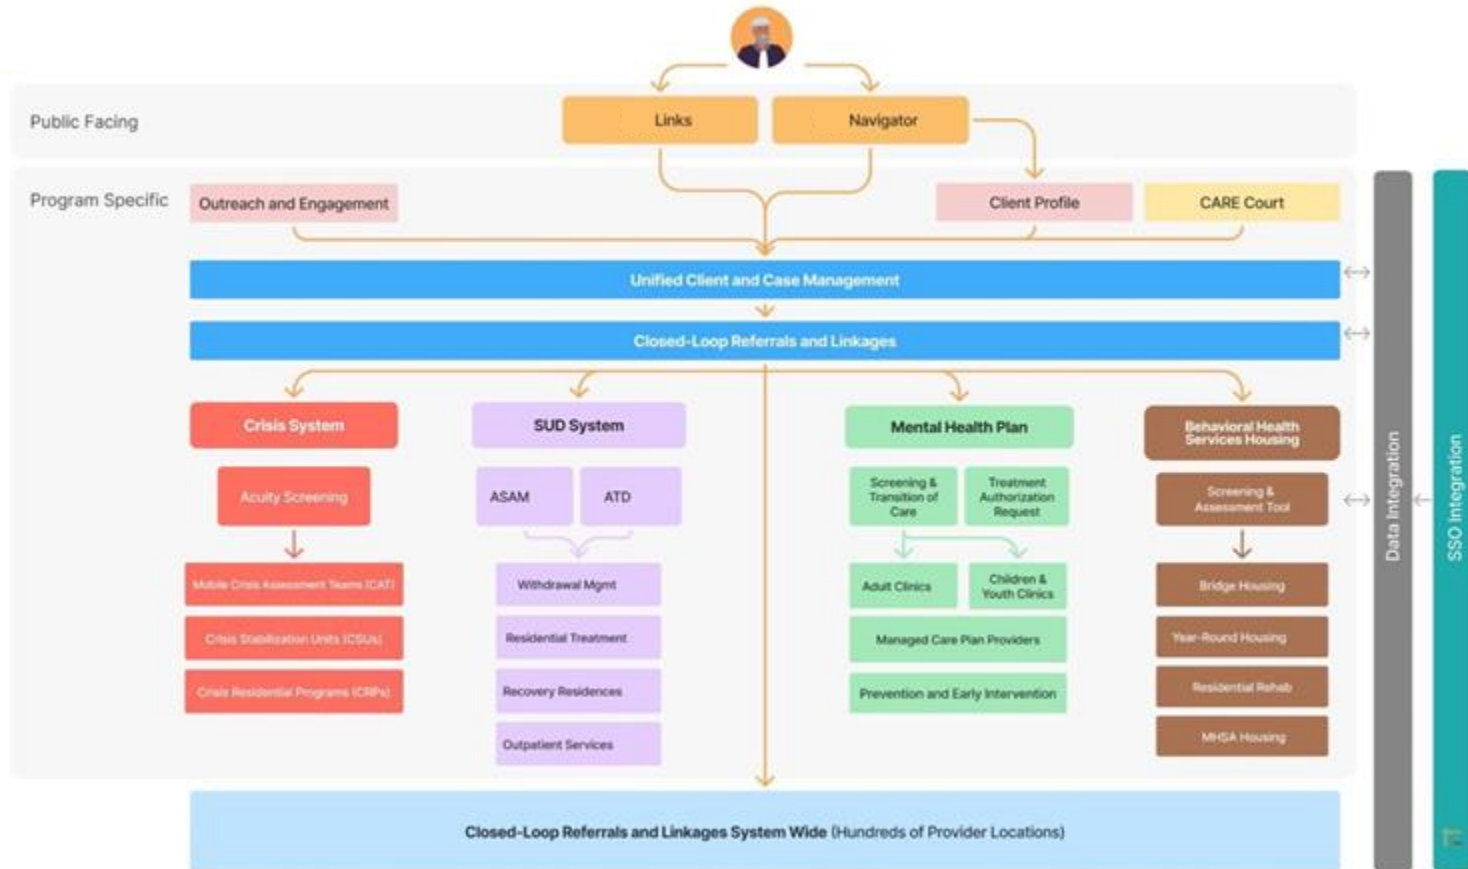 Public Facing
Links
Navigator
Program Specific
Outreach and Engagement
Client Profile
CARE Court
Unified Client and Case Management
Closed-Loop Referrals and Linkages
Crisis System
SUD System
Mental Health Plan
Behavioral Health
Services Housing
Acuity Screening
ASAM
ATD
Screening &
Transition of
Care
Treatment
Authorization
Request
Screening &
Assessment Tool
Mobile Crisis Assessment Teams (CAT)
Crisis Stabilization Units (CSUs)
Crisis Residential Programs (CRPs)
Withdrawal Mgmt
Residential Treatment
Recovery Residences
Outpatient Services
Adult Clinics
Children &
Youth Clinics
Managed Care Plan Providers
Prevention and Early Intervention
Bridge Housing
Year-Round Housing
Residential Rehab
MHSA Housing
Closed-Loop Referrals and Linkages System Wide (Hundreds of Provider Locations)
Data Integration
SSO Integration